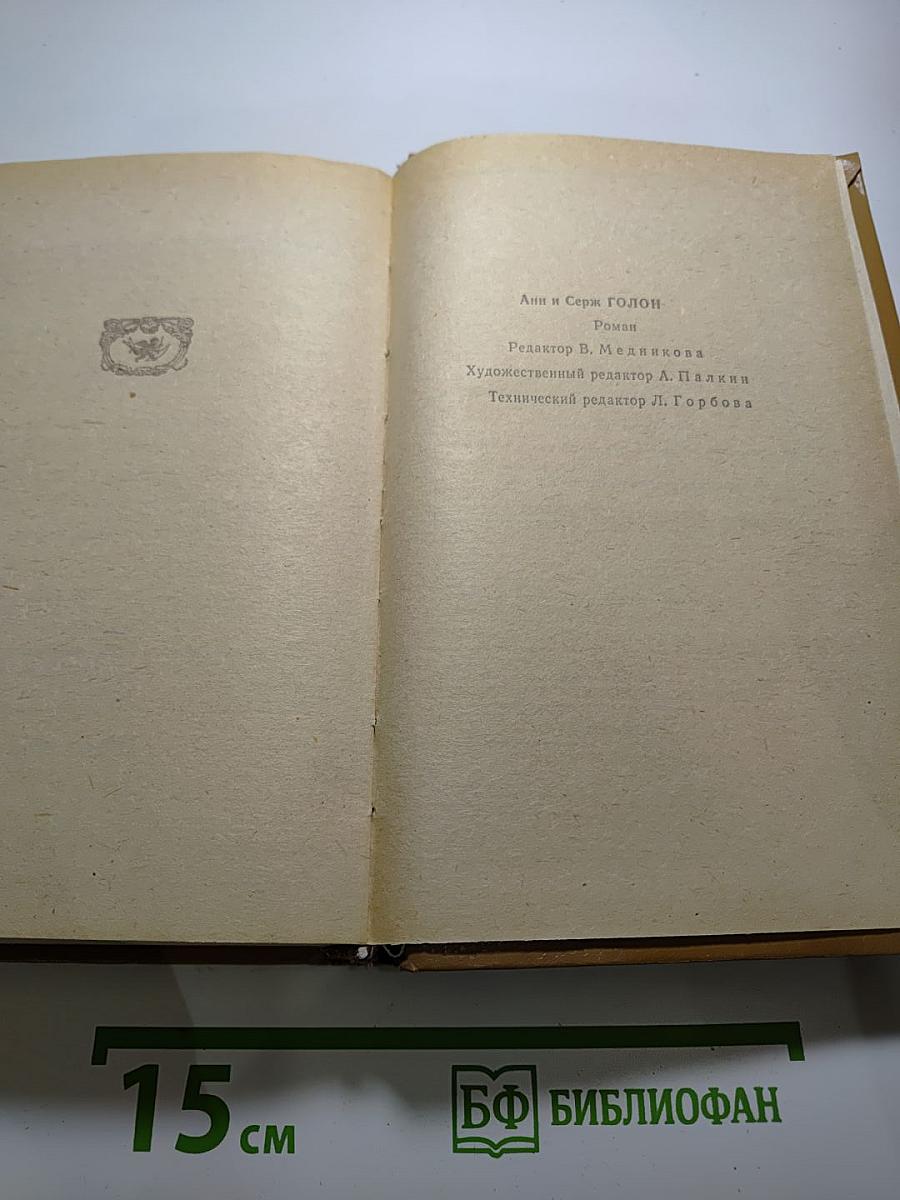 Анн и Серж ГОЛОН
Роман
Редактор В. Медникова
Художественный редактор А. Палкин
Технический редактор Л. Горбова
15 см
БФ БИБЛИОФАН